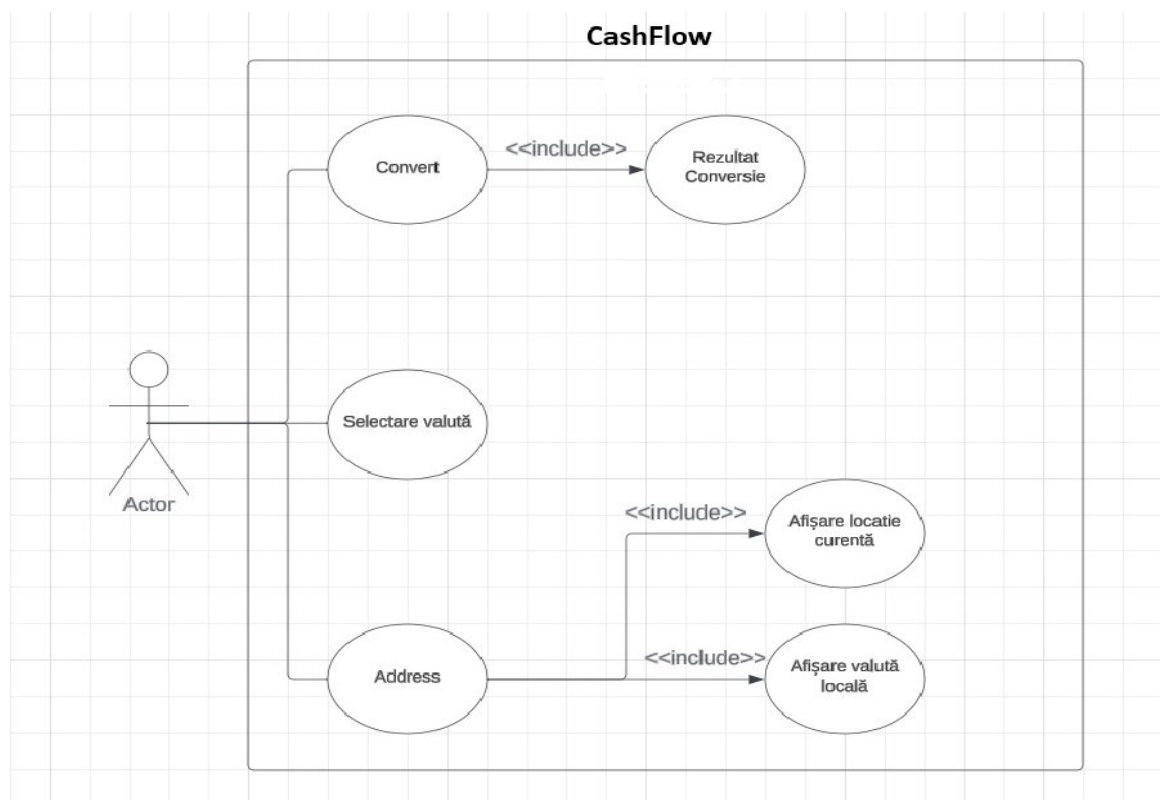 CashFlow
Convert
<<include>>
Rezultat
Conversie
Selectare valută
Actor
<<include>>
Afișare locatie
curentă
Address
<<include>>
Afișare valută
locală